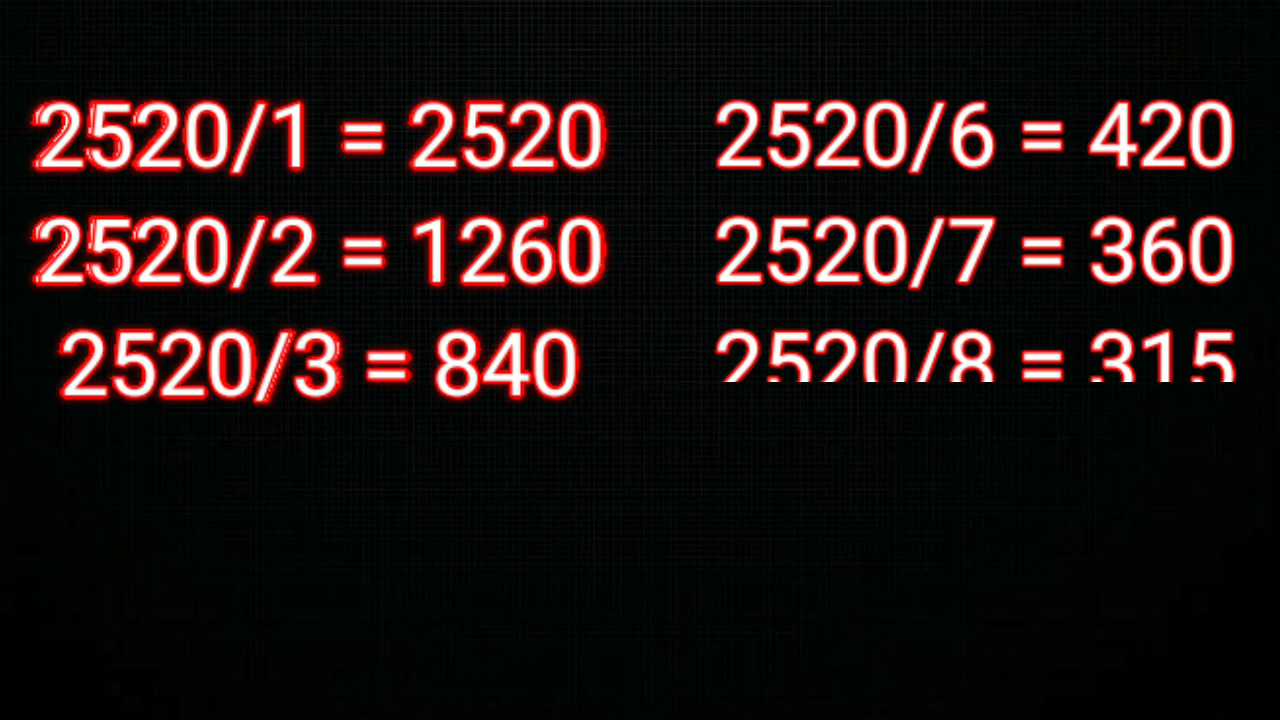 2520/1 = 2520
2520/2 = 1260
2520/3 = 840
2520/6 = 420
2520/7 = 360
2520/8 = 315